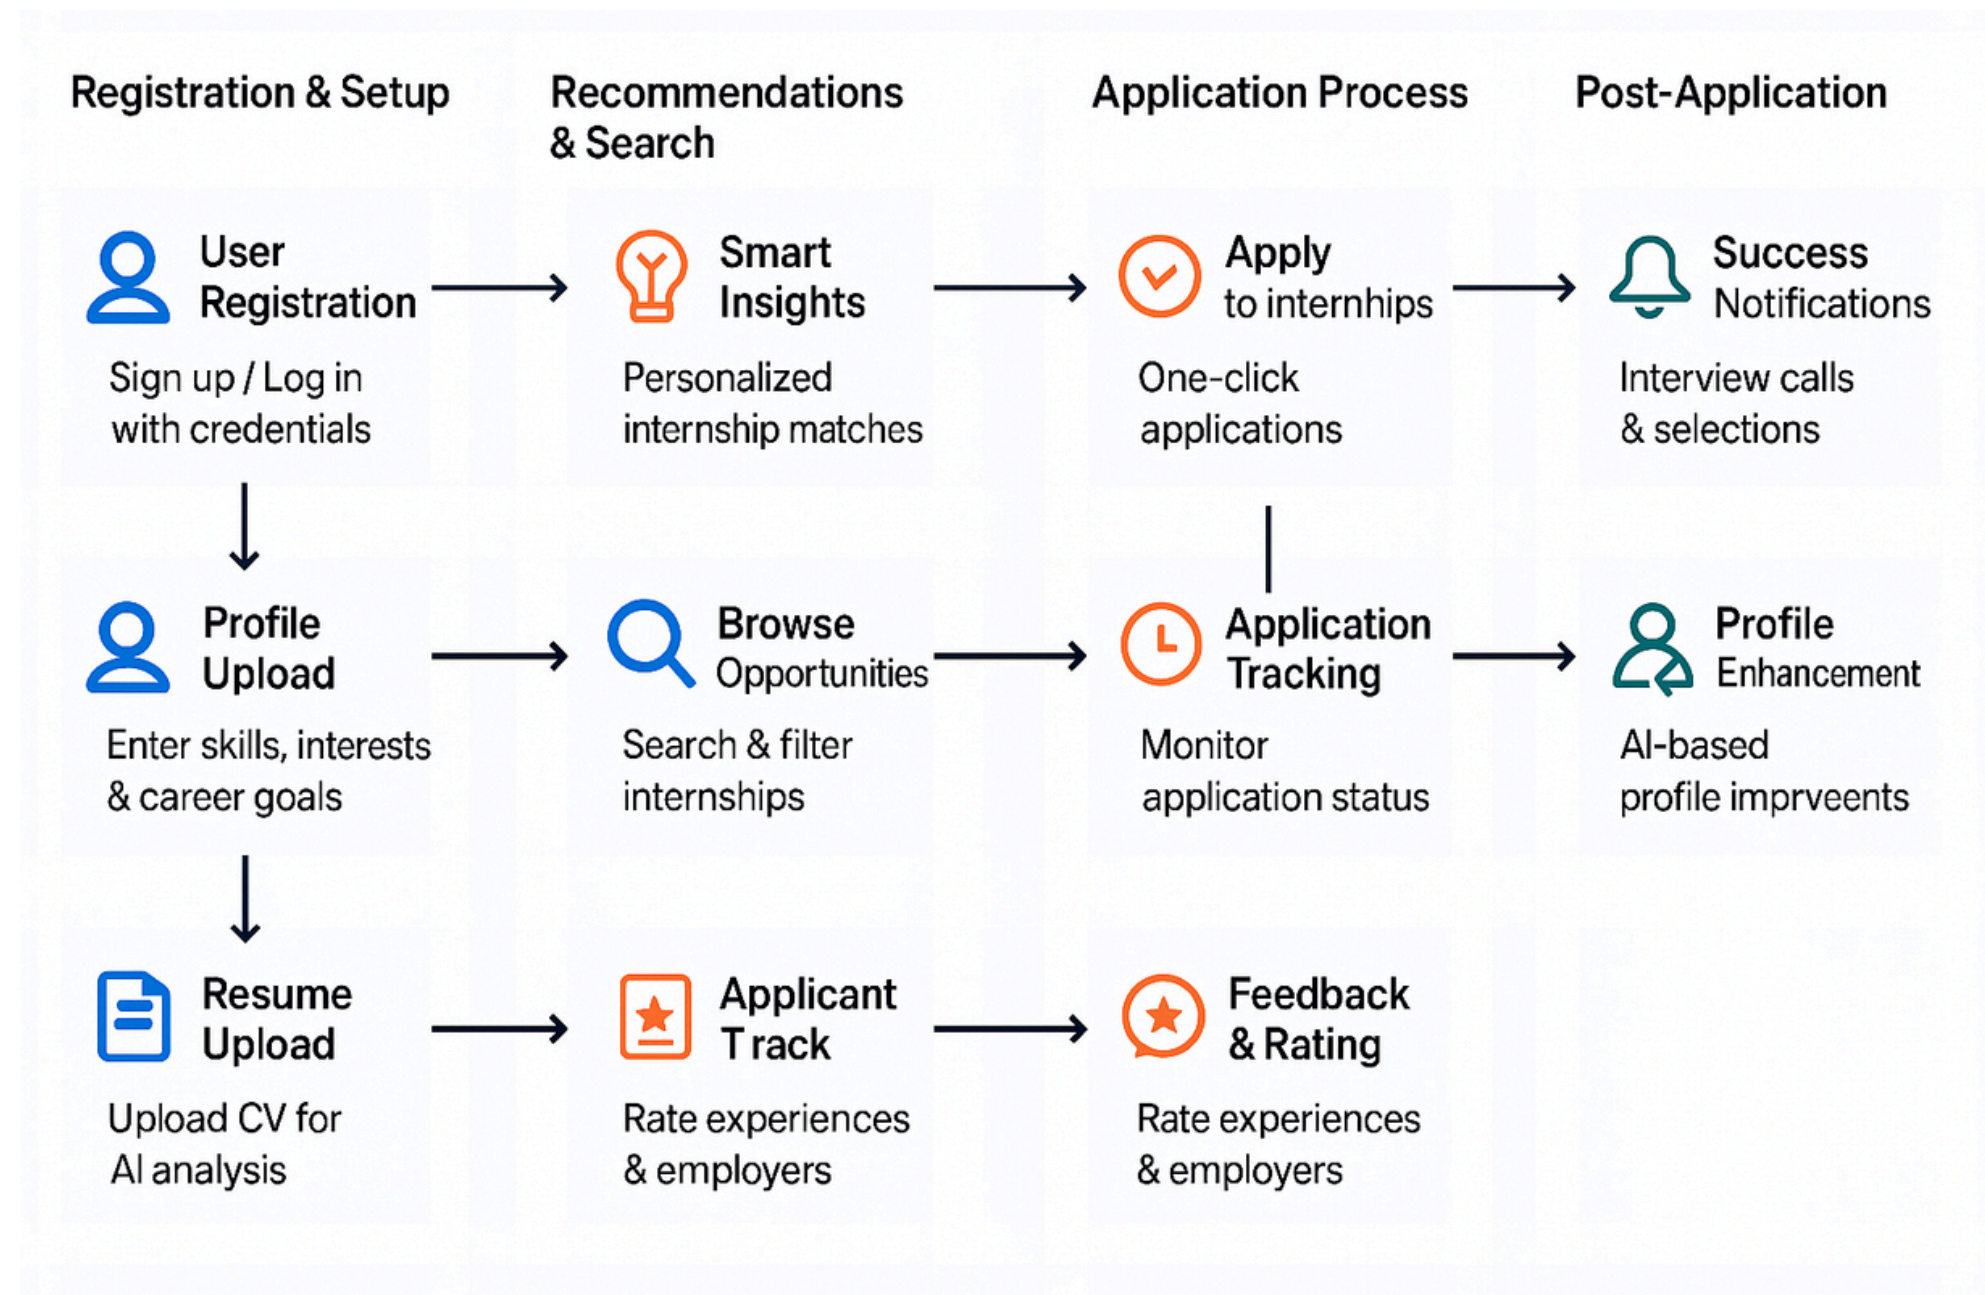 Registration & Setup
Recommendations
& Search
Application Process
Post-Application
User
Registration
Sign up / Log in
with credentials
Smart
Insights
Personalized
internship matches
Apply
to internhips
One-click
applications
Success
Notifications
Interview calls
& selections
Profile
Upload
Enter skills, interests
& career goals
Browse
Opportunities
Search & filter
internships
Application
Tracking
Monitor
application status
Profile
Enhancement
AI-based
profile imprveents
Resume
Upload
Upload CV for
AI analysis
Applicant
Track
Rate experiences
& employers
Feedback
& Rating
Rate experiences
& employers